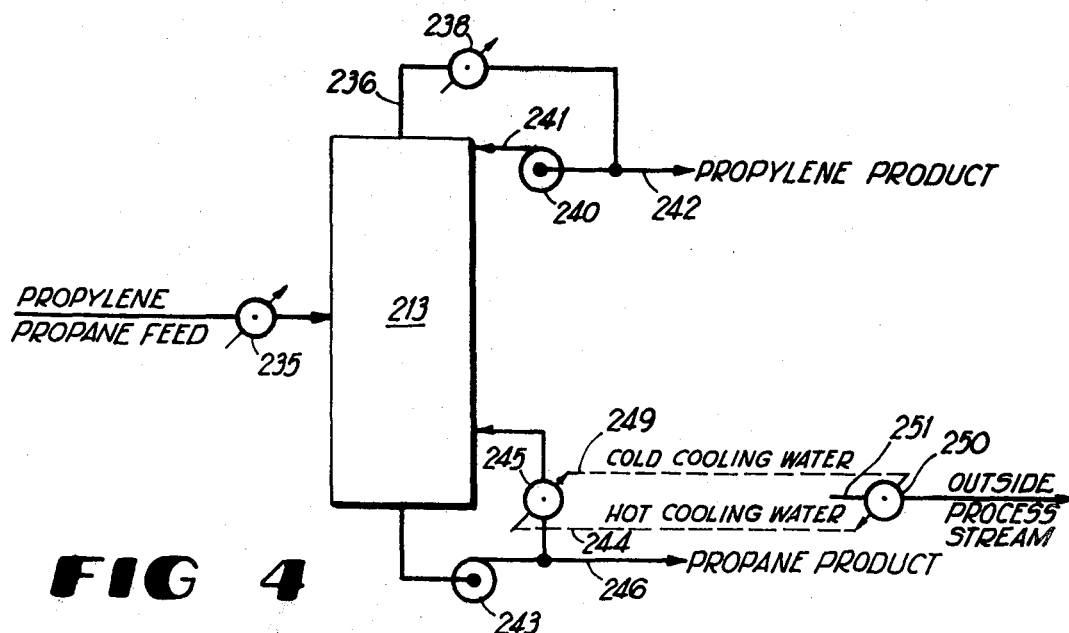 238
236
241
PROPYLENE PRODUCT
240
242
PROPYLENE
PROPANE FEED
235
213
249
251
250
245
COLD COOLING WATER
OUTSIDE
PROCESS
STREAM
HOT COOLING WATER
244
PROPANE PRODUCT
246
243
FIG 4